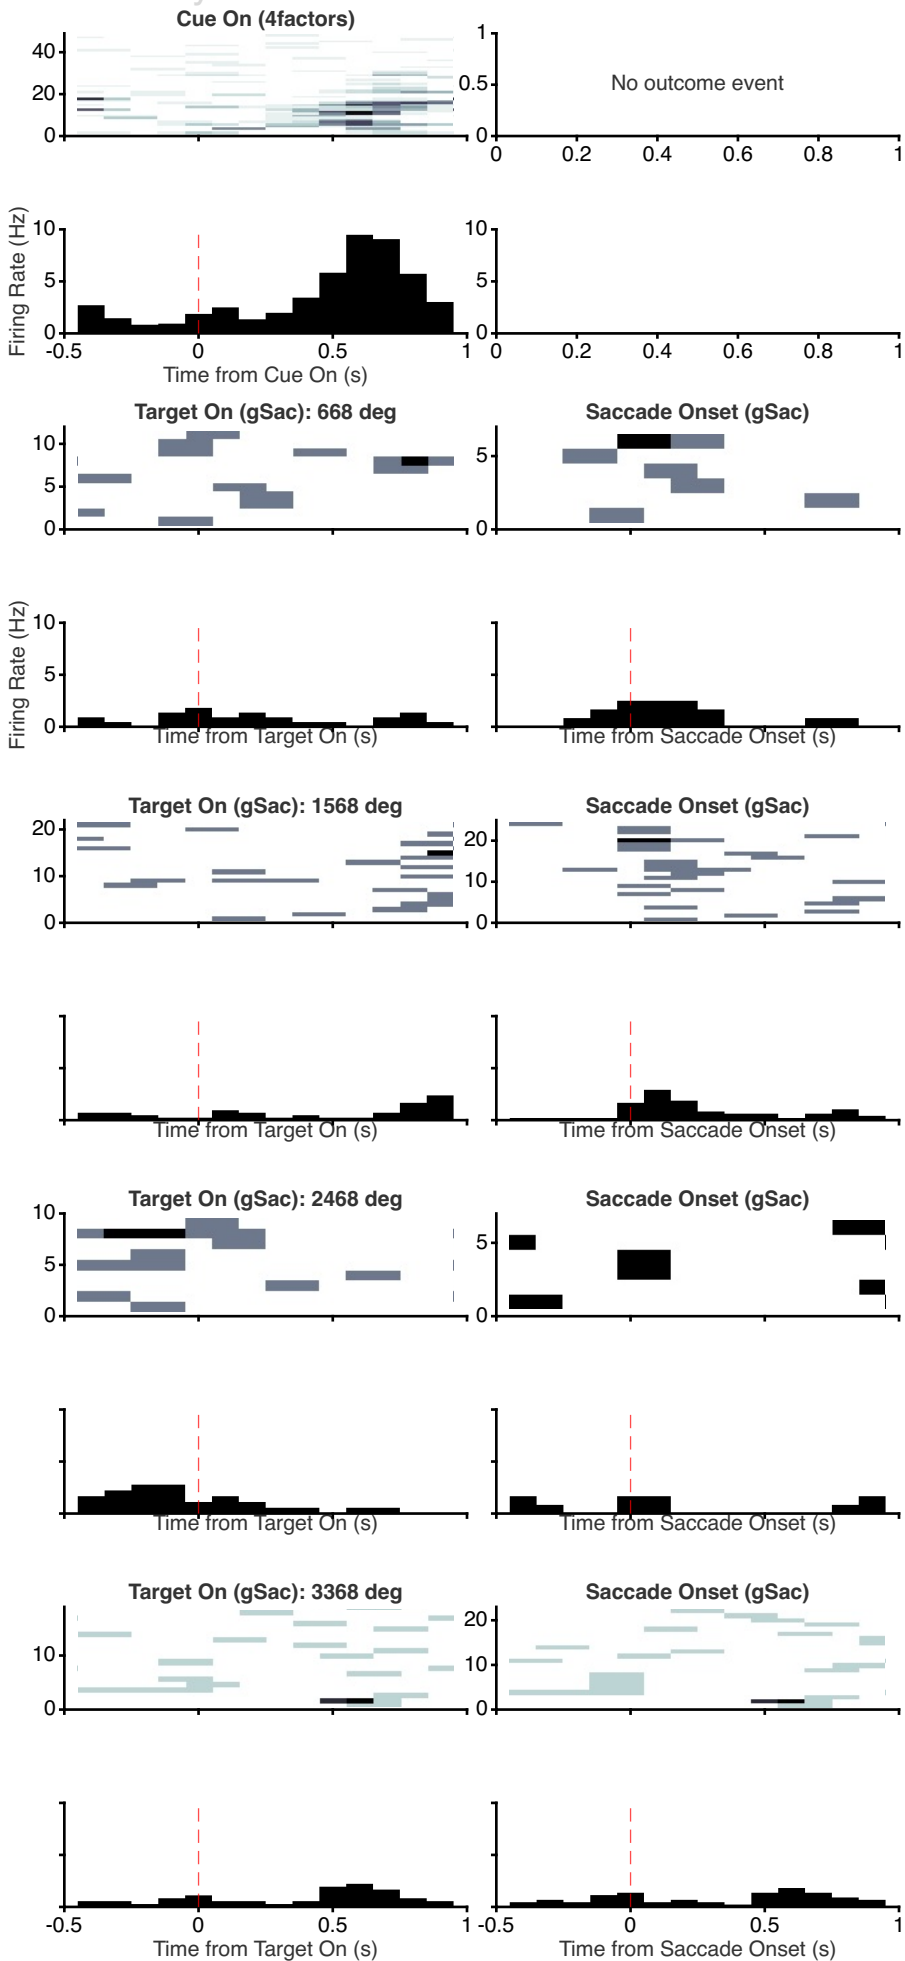 Cue On (4factors)
40
20
0
1
0.5
0
No outcome event
0 0.2 0.4 0.6 0.8 1
Firing Rate (Hz)
10
5
0
-0.5 0 0.5 1
Time from Cue On (s)
10
5
0
0 0.2 0.4 0.6 0.8 1
Target On (gSac): 668 deg
10
5
0
Saccade Onset (gSac)
5
0
Firing Rate (Hz)
10
5
0
Time from Target On (s)
Time from Saccade Onset (s)
Target On (gSac): 1568 deg
20
10
0
Saccade Onset (gSac)
20
10
0
Time from Target On (s)
Time from Saccade Onset (s)
Target On (gSac): 2468 deg
10
5
0
Saccade Onset (gSac)
5
0
Time from Target On (s)
Time from Saccade Onset (s)
Target On (gSac): 3368 deg
10
0
Saccade Onset (gSac)
20
10
0
-0.5 0 0.5 1
Time from Target On (s)
-0.5 0 0.5 1
Time from Saccade Onset (s)